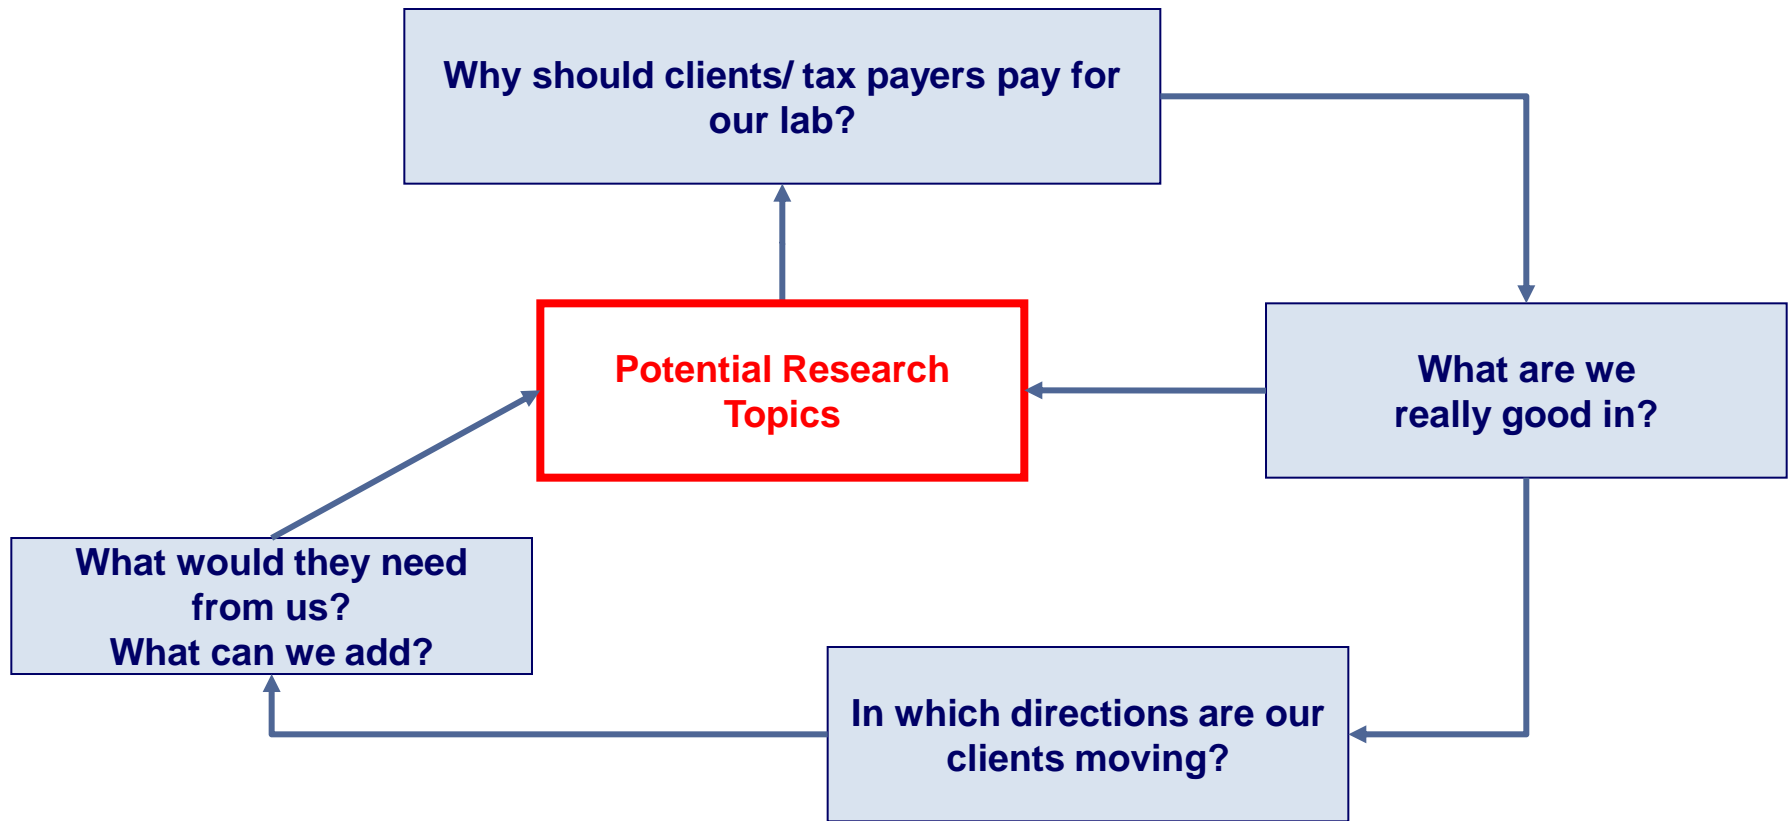 Why should clients/ tax payers pay for
our lab?
Potential Research
Topics
What are we
really good in?
What would they need
from us?
What can we add?
In which directions are our
clients moving?